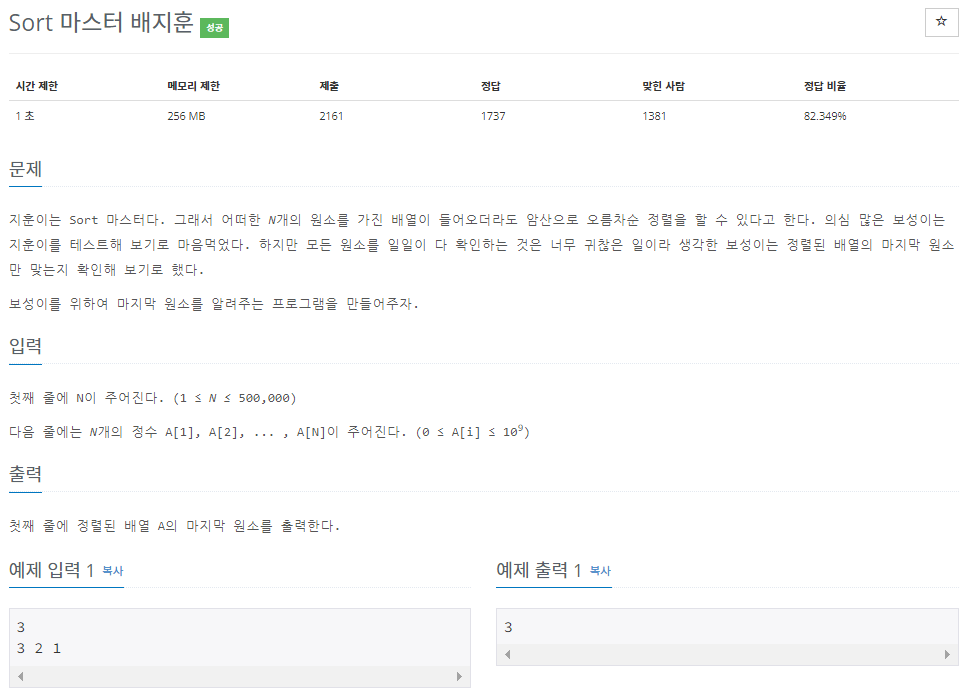 Sort 마스터 배지훈 성공
☆
시간 제한 메모리 제한 제출 정답 맞힌 사람 정답 비율
1 초 256 MB 2161 1737 1381 82.349%
문제
지훈이는 Sort 마스터다. 그래서 어떠한 N개의 원소를 가진 배열이 들어오더라도 암산으로 오름차순 정렬을 할 수 있다고 한다. 의심 많은 보성이는
지훈이를 테스트해 보기로 마음먹었다. 하지만 모든 원소를 일일이 다 확인하는 것은 너무 귀찮은 일이라 생각한 보성이는 정렬된 배열의 마지막 원소
만 맞는지 확인해 보기로 했다.
보성이를 위하여 마지막 원소를 알려주는 프로그램을 만들어주자.
입력
첫째 줄에 N이 주어진다. (1 ≤ N ≤ 500,000)
다음 줄에는 N개의 정수 A[1], A[2], ... , A[N]이 주어진다. (0 ≤ A[i] ≤ 10⁹)
출력
첫째 줄에 정렬된 배열 A의 마지막 원소를 출력한다.
예제 입력 1 복사
3
3 2 1
예제 출력 1 복사
3